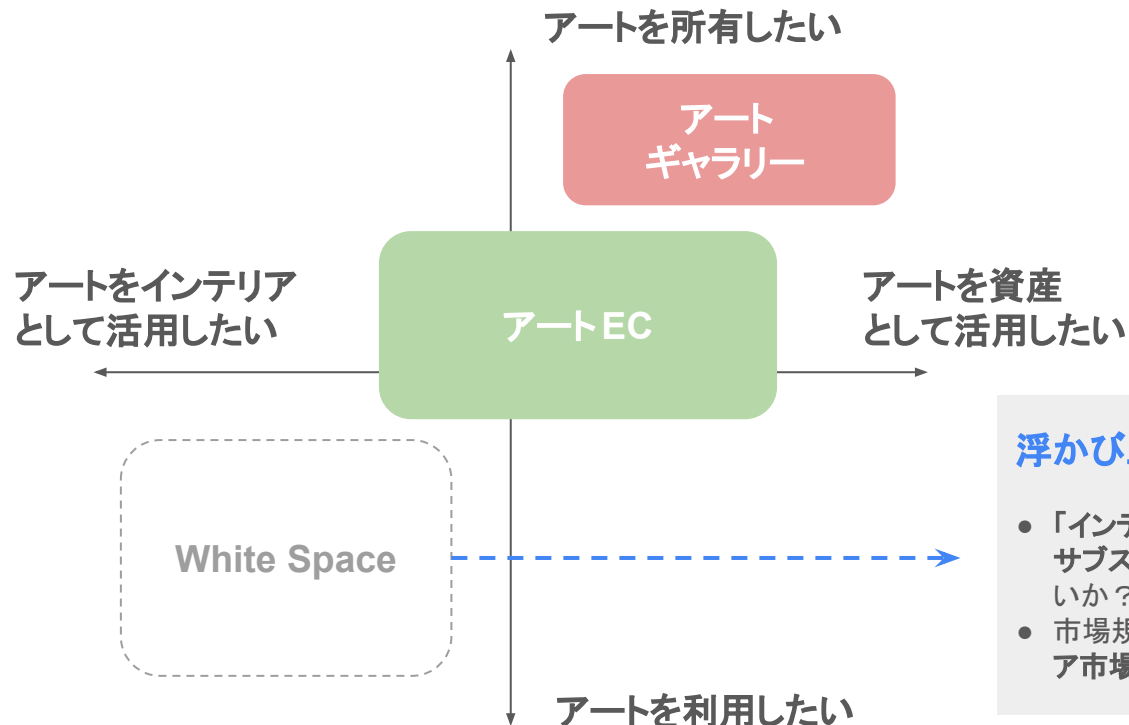 アートを所有したい
アート
ギャラリー
アートをインテリア
として活用したい
アートEC
アートを資産
として活用したい
浮かび
White Space
● 「インテ
サブス
いか?
● 市場規
ア市場
アートを利用したい